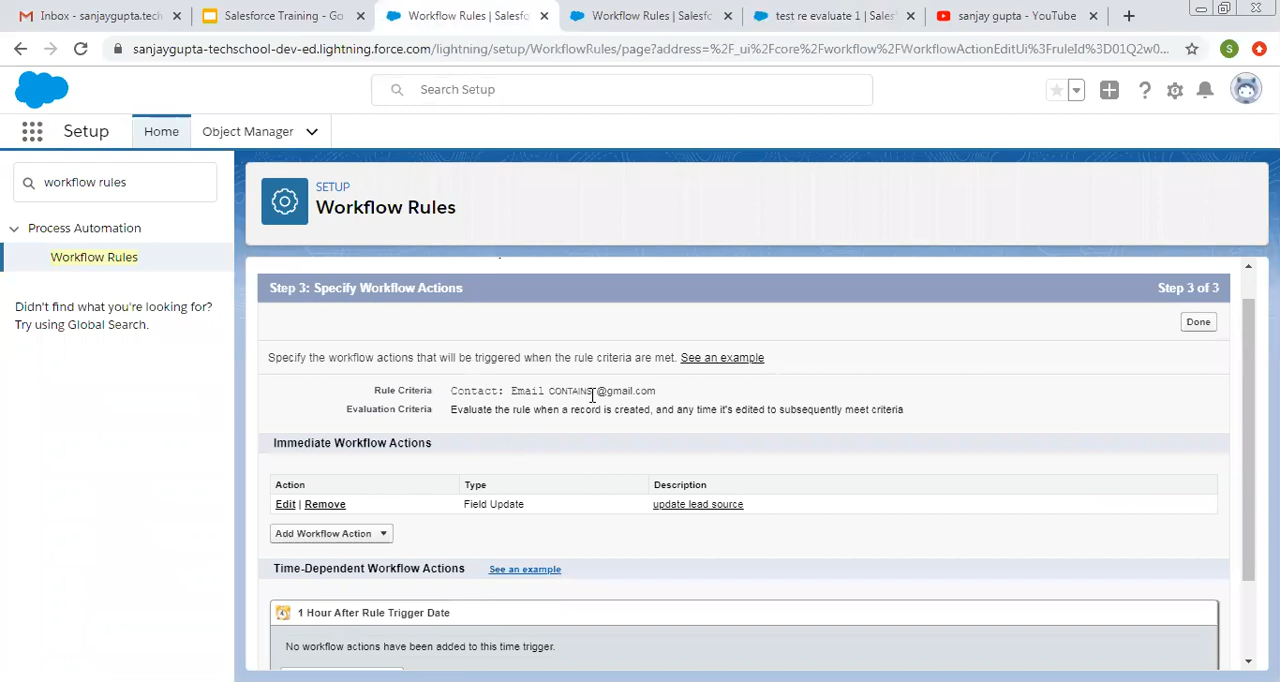 Inbox - sanjaygupta.tech
Salesforce Training - Go
Workflow Rules | Salesfo
Workflow Rules | Salesfo
test re evaluate 1 | Sales
sanjay gupta - YouTube
sanjaygupta-techschool-dev-ed.lightning.force.com/lightning/setup/WorkflowRules/page?address=%2F_ui%2Fcore%2Fworkflow%2FWorkflowActionEditUi%3FruleId%3D01Q2w0...
S
Search Setup
Setup
Home
Object Manager
workflow rules
Process Automation
Workflow Rules
Didn't find what you're looking for?
Try using Global Search.
SETUP
Workflow Rules
Step 3: Specify Workflow Actions
Step 3 of 3
Done
Specify the workflow actions that will be triggered when the rule criteria are met. See an example
Rule Criteria
Contact: Email CONTAINS @gmail.com
Evaluation Criteria
Evaluate the rule when a record is created, and any time it's edited to subsequently meet criteria
Immediate Workflow Actions
Action Type Description
Edit | Remove Field Update update lead source
Add Workflow Action
Time-Dependent Workflow Actions See an example
1 Hour After Rule Trigger Date
No workflow actions have been added to this time trigger.